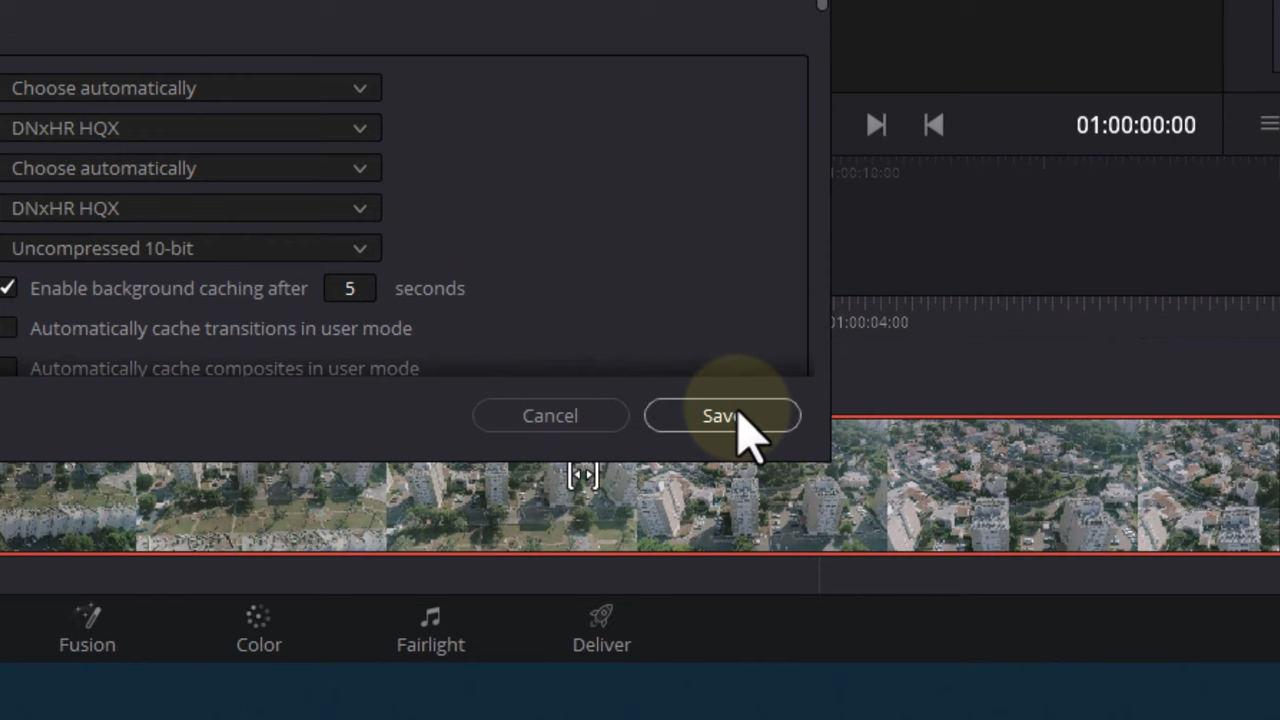 Choose automatically
DNxHR HQX
Choose automatically
DNxHR HQX
Uncompressed 10-bit
Enable background caching after 5 seconds
Automatically cache transitions in user mode
Automatically cache composites in user mode
Cancel
Save
01:00:00:00
1:00:10:00
01:00:04:00
Fusion
Color
Fairlight
Deliver